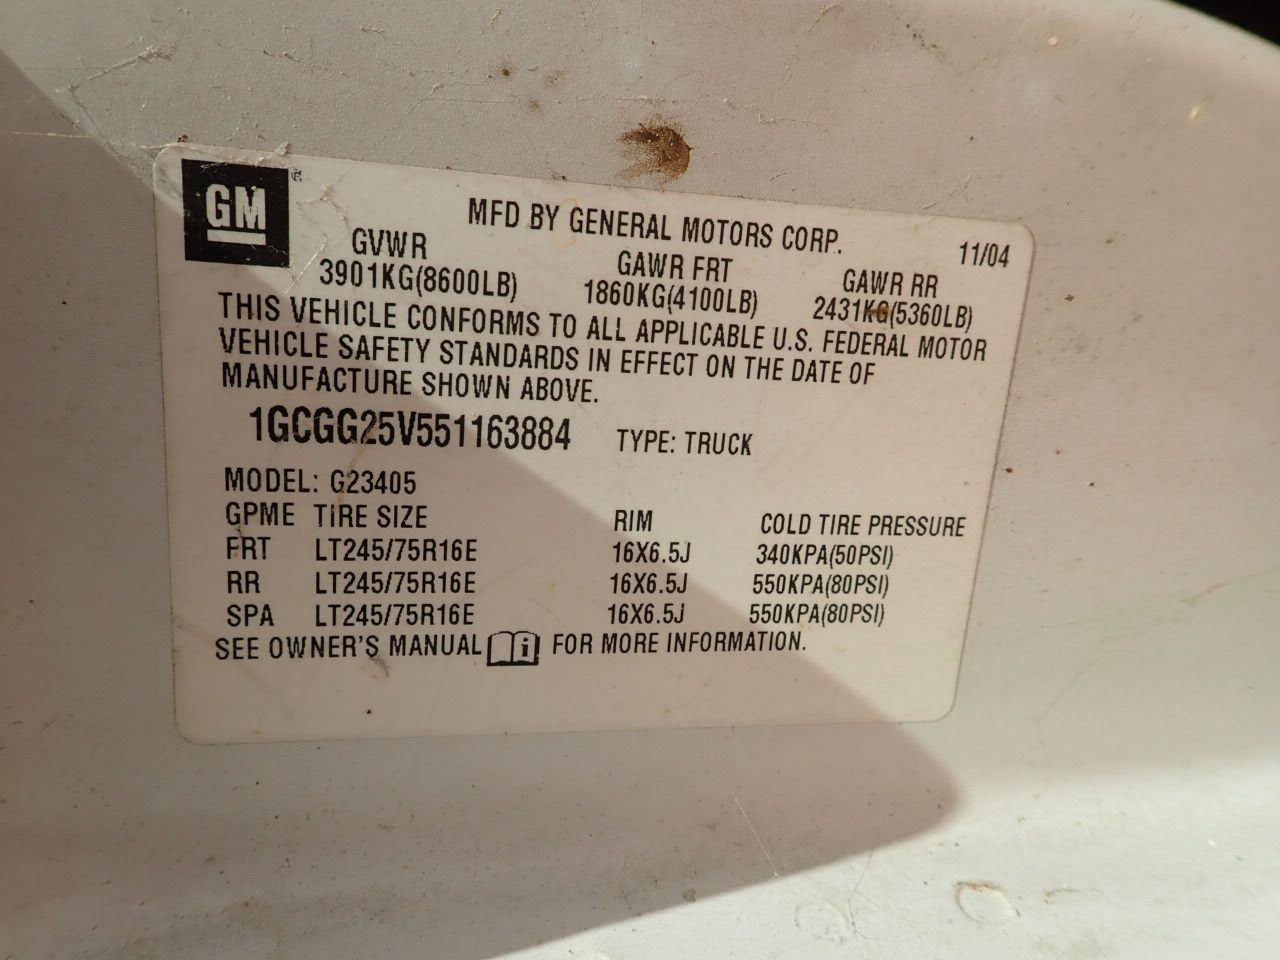 GM ®
MFD BY GENERAL MOTORS CORP.
11/04
GVWR GAWR FRT GAWR RR
3901KG(8600LB) 1860KG(4100LB) 2431KG(5360LB)
THIS VEHICLE CONFORMS TO ALL APPLICABLE U.S. FEDERAL MOTOR
VEHICLE SAFETY STANDARDS IN EFFECT ON THE DATE OF
MANUFACTURE SHOWN ABOVE.
1GCGG25V551163884 TYPE: TRUCK
MODEL: G23405
GPME TIRE SIZE RIM COLD TIRE PRESSURE
FRT LT245/75R16E 16X6.5J 340KPA(50PSI)
RR LT245/75R16E 16X6.5J 550KPA(80PSI)
SPA LT245/75R16E 16X6.5J 550KPA(80PSI)
SEE OWNER'S MANUAL i FOR MORE INFORMATION.